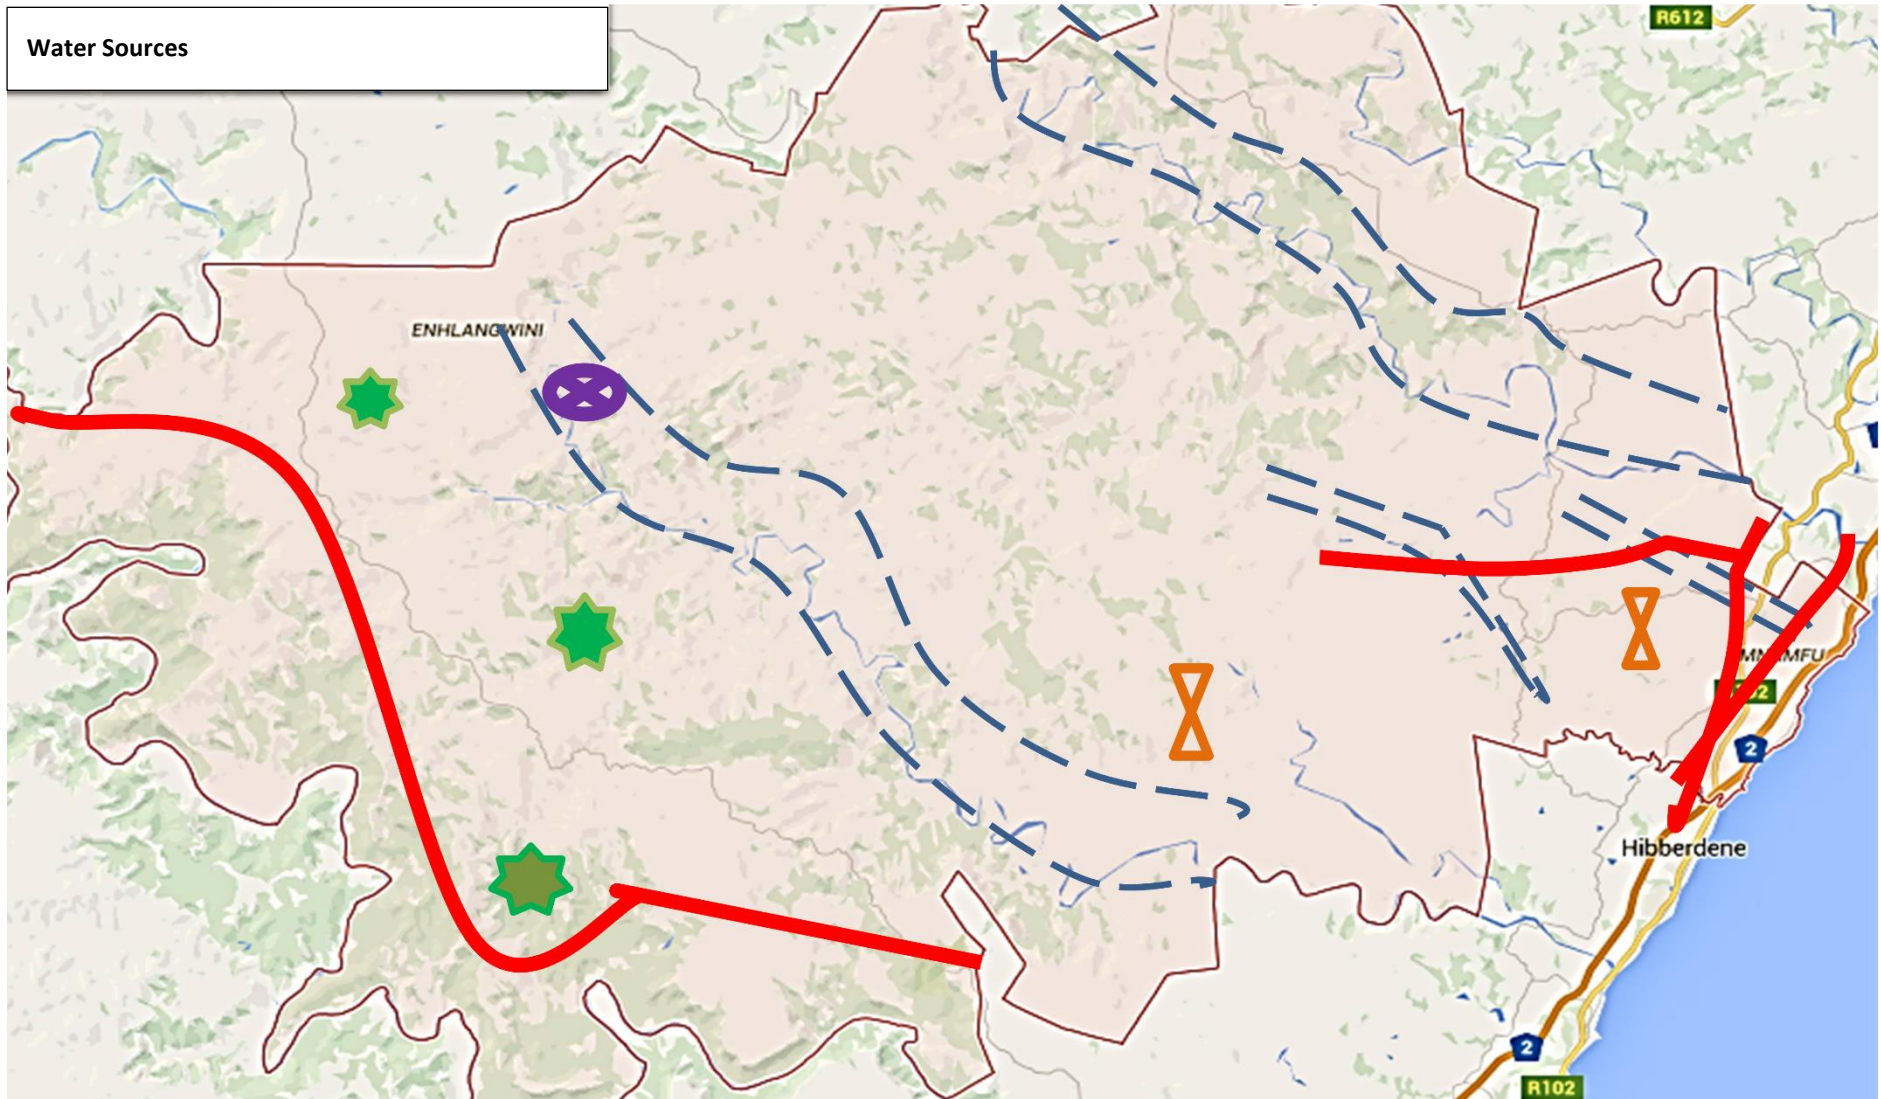 Water Sources
R612
ENHLANGWINI
2
Hibberdene
2
R102